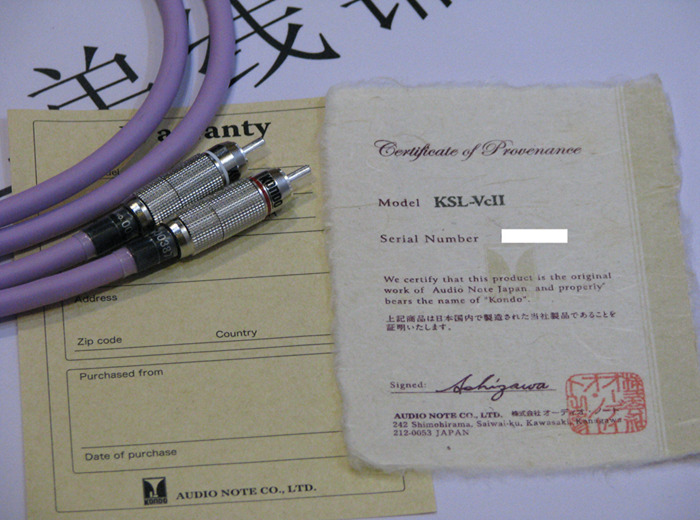 单线
Warranty
Address
Zip code
Country
Purchased from
Date of purchase
KONDO
AUDIO NOTE CO., LTD.
KONDO
Certificate of Provenance
Model KSL-VcII
Serial Number
We certify that this product is the original
work of Audio Note Japan and properly
bears the name of "Kondo".
上記商品は日本国内で製造された当社製品であることを
証明いたします。
Signed: Ashizawa
AUDIO NOTE CO., LTD. 株式会社 オーディオ・ノート
242 Shimohirama, Saiwai-ku, Kawasaki, Kanagawa
212-0053 JAPAN